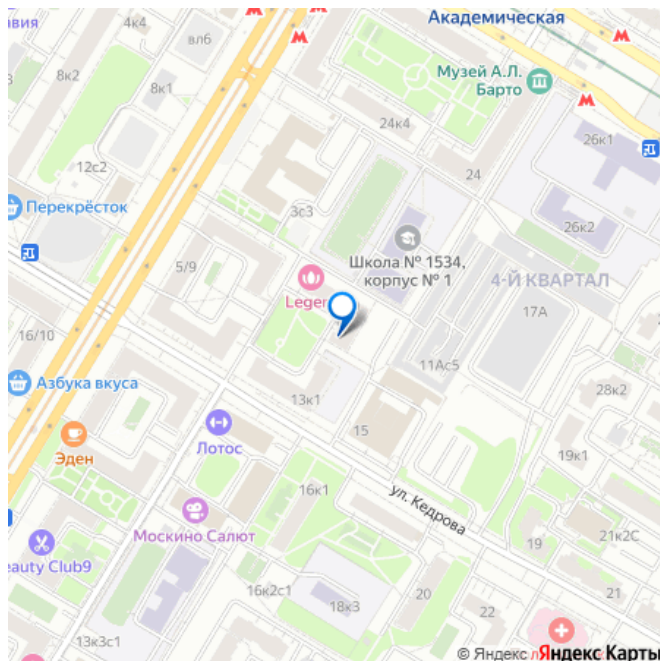 авия
4к4
вл6
Академическая
8к2
8к1
Музей А.Л.
Барто
24к4
26к1
12с2
24
Перекрёсток
3с3
26к2
Школа № 1534,
корпус № 1
4-Й КВАРТАЛ
5/9
Leger
17А
16/10
11Ас5
Азбука вкуса
13к1
28к2
Лотос
15
Эден
19к1
16к1
ул. Кедрова
Москино Салют
19
21к2С
eauty Club9
16к2с1
18к3
20
22
21
13к3с1
© Яндекс
Яндекс Карты